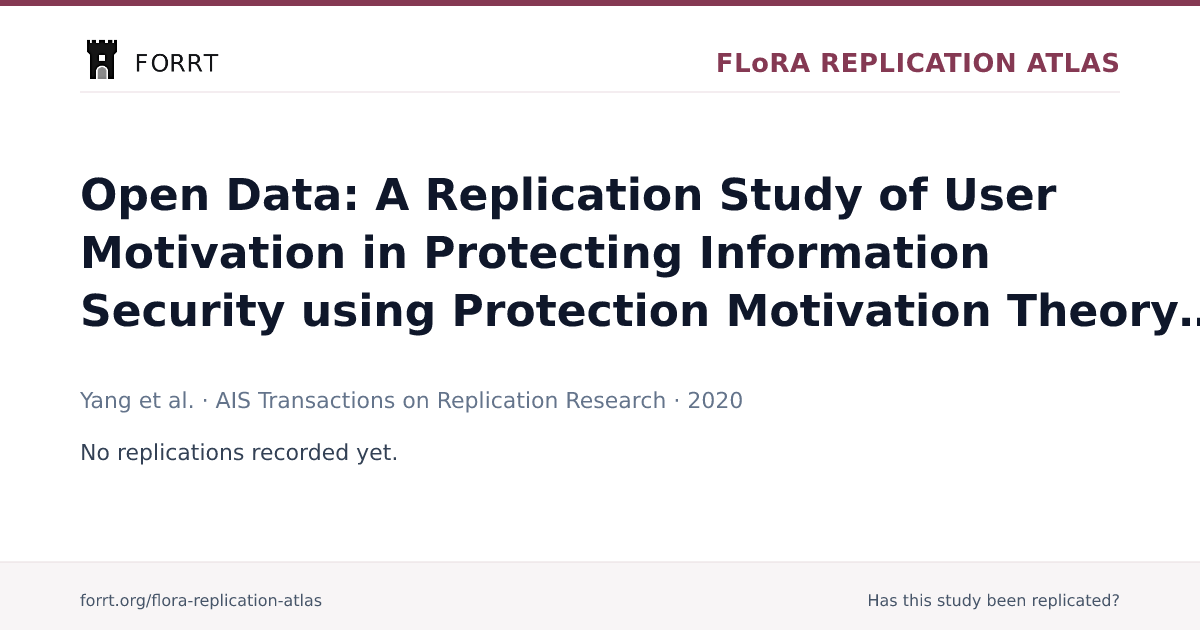 FORRT
FLoRA REPLICATION ATLAS
Open Data: A Replication Study of User
Motivation in Protecting Information
Security using Protection Motivation Theory…
Yang et al. · AIS Transactions on Replication Research · 2020
No replications recorded yet.
forrt.org/flora-replication-atlas
Has this study been replicated?